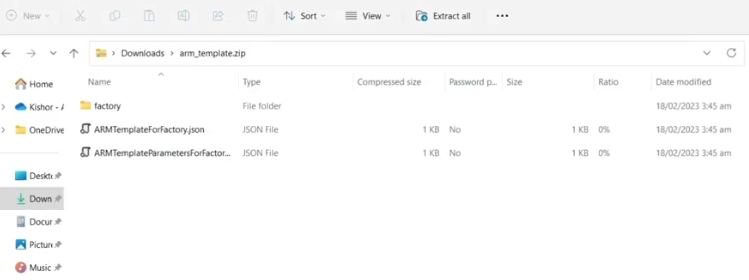 New
Sort
View
Extract all
Downloads > arm_template.zip
Home
Name
Type
Compressed size
Password p...
Size
Ratio
Date modified
Kishor - A
factory
File folder
18/02/2023 3:45 am
OneDrive
ARMTemplateForFactory.json
JSON File
1 KB
No
1 KB
0%
18/02/2023 3:45 am
ARMTemplateParametersForFactor...
JSON File
1 KB
No
1 KB
0%
18/02/2023 3:45 am
Deskt
Down
Docur
Picture
Music